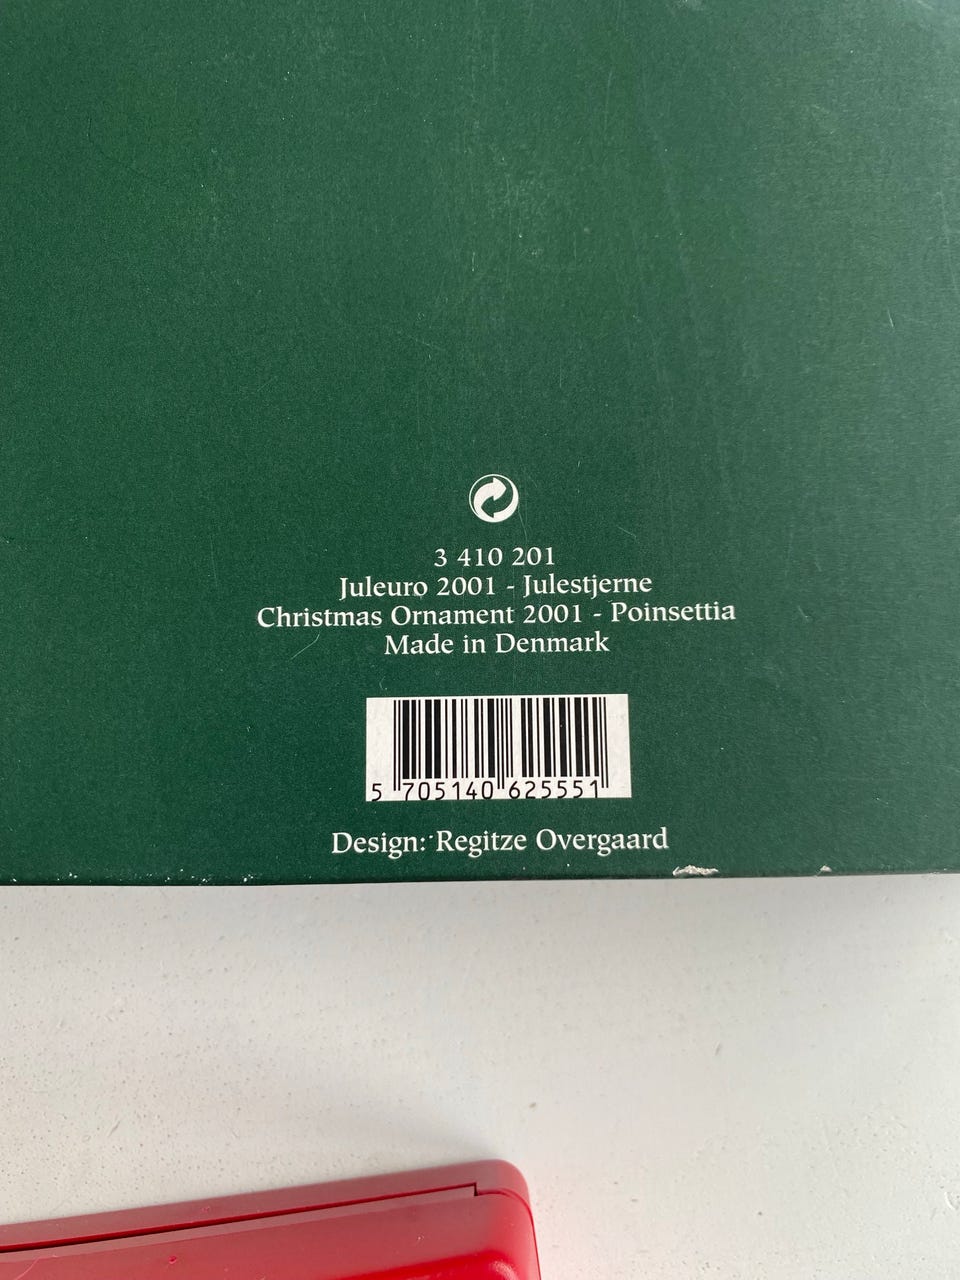 3 410 201
Juleuro 2001 - Julestjerne
Christmas Ornament 2001 - Poinsettia
Made in Denmark
5 705140 625551
Design: Regitze Overgaard